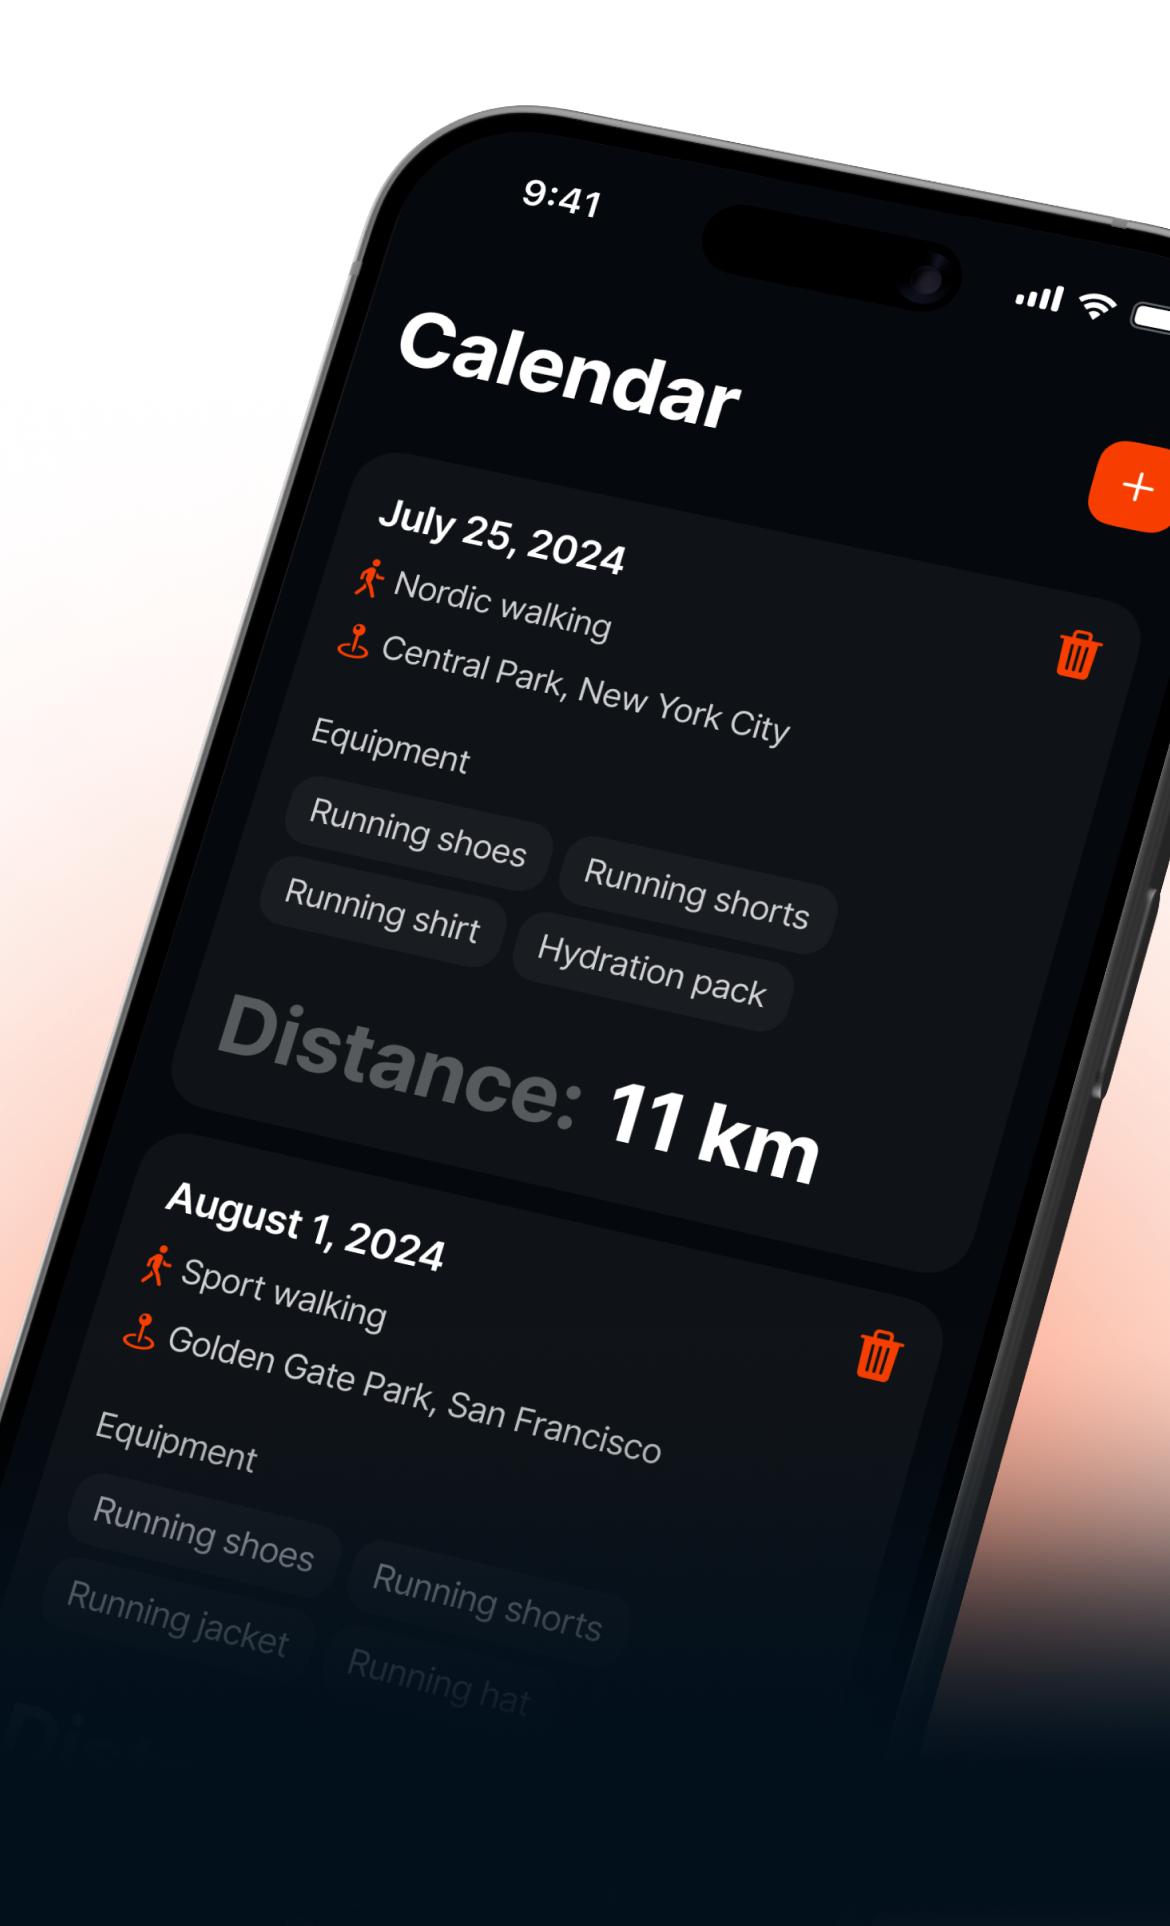 9:41
Calendar
July 25, 2024
Nordic walking
Central Park, New York City
Equipment
Running shoes
Running shorts
Running shirt
Hydration pack
Distance: 11 km
August 1, 2024
Sport walking
Golden Gate Park, San Francisco
Equipment
Running shoes
Running shorts
Running jacket
Running hat